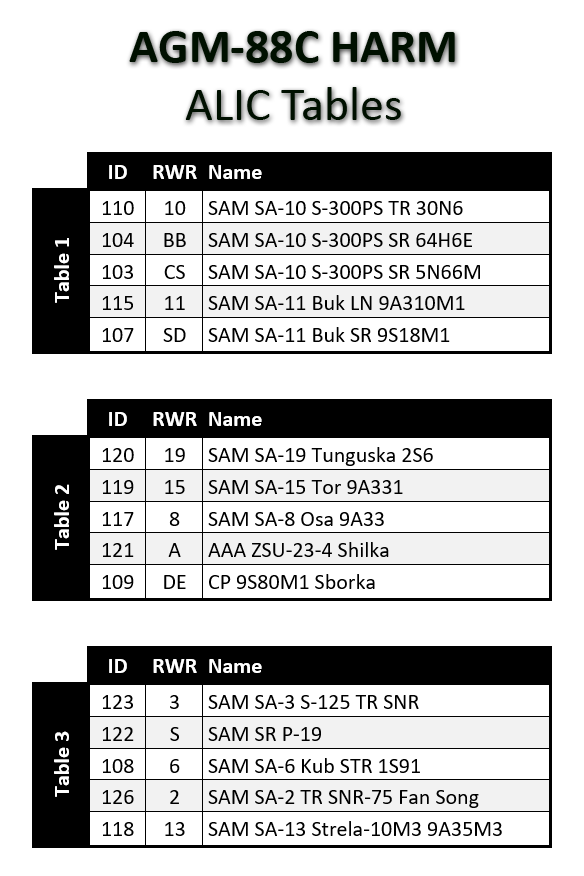 AGM-88C HARM
ALIC Tables
ID RWR Name
Table 1
110 10 SAM SA-10 S-300PS TR 30N6
104 BB SAM SA-10 S-300PS SR 64H6E
103 CS SAM SA-10 S-300PS SR 5N66M
115 11 SAM SA-11 Buk LN 9A310M1
107 SD SAM SA-11 Buk SR 9S18M1
ID RWR Name
Table 2
120 19 SAM SA-19 Tunguska 2S6
119 15 SAM SA-15 Tor 9A331
117 8 SAM SA-8 Osa 9A33
121 A AAA ZSU-23-4 Shilka
109 DE CP 9S80M1 Sborka
ID RWR Name
Table 3
123 3 SAM SA-3 S-125 TR SNR
122 S SAM SR P-19
108 6 SAM SA-6 Kub STR 1S91
126 2 SAM SA-2 TR SNR-75 Fan Song
118 13 SAM SA-13 Strela-10M3 9A35M3